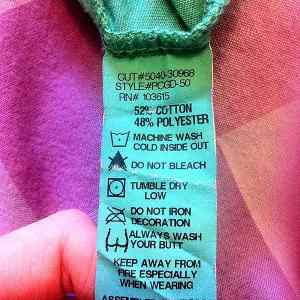 CUT#5040-30968
STYLE#PCGD-50
RN# 103615
52% COTTON
48% POLYESTER
MACHINE WASH
COLD INSIDE OUT
DO NOT BLEACH
TUMBLE DRY
LOW
DO NOT IRON
DECORATION
ALWAYS WASH
YOUR BUTT
KEEP AWAY FROM
FIRE ESPECIALLY
WHEN WEARING